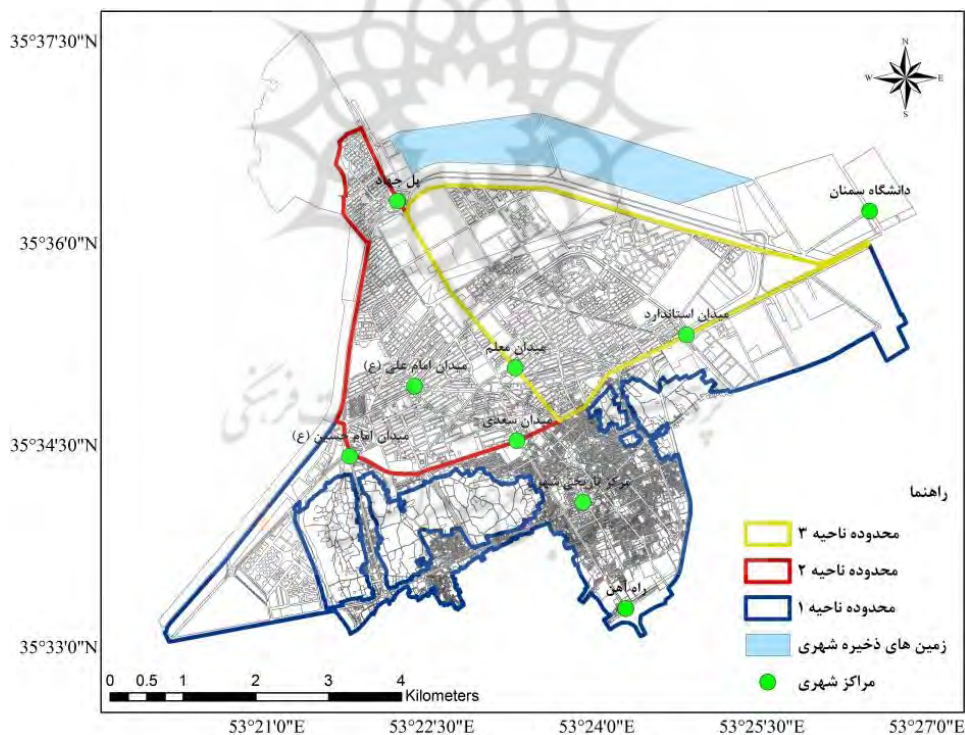 35°37'30"N
N
W
E
S
پل جهاد
دانشگاه سمنان
35°36'0"N
میدان استاندارد
میدان معلم
میدان امام علی (ع)
فرهنگی
35°34'30"N
میدان سعدی
میدان امام حسین (ع)
مرکز تاریخی شهر
راهنما
محدوده ناحیه ۳
محدوده ناحیه ۲
محدوده ناحیه ۱
زمین های ذخیره شهری
مراکز شهری
راه آهن
35°33'0"N
0 0.5 1 2 3 4
Kilometers
53°21'0"E 53°22'30"E 53°24'0"E 53°25'30"E 53°27'0"E